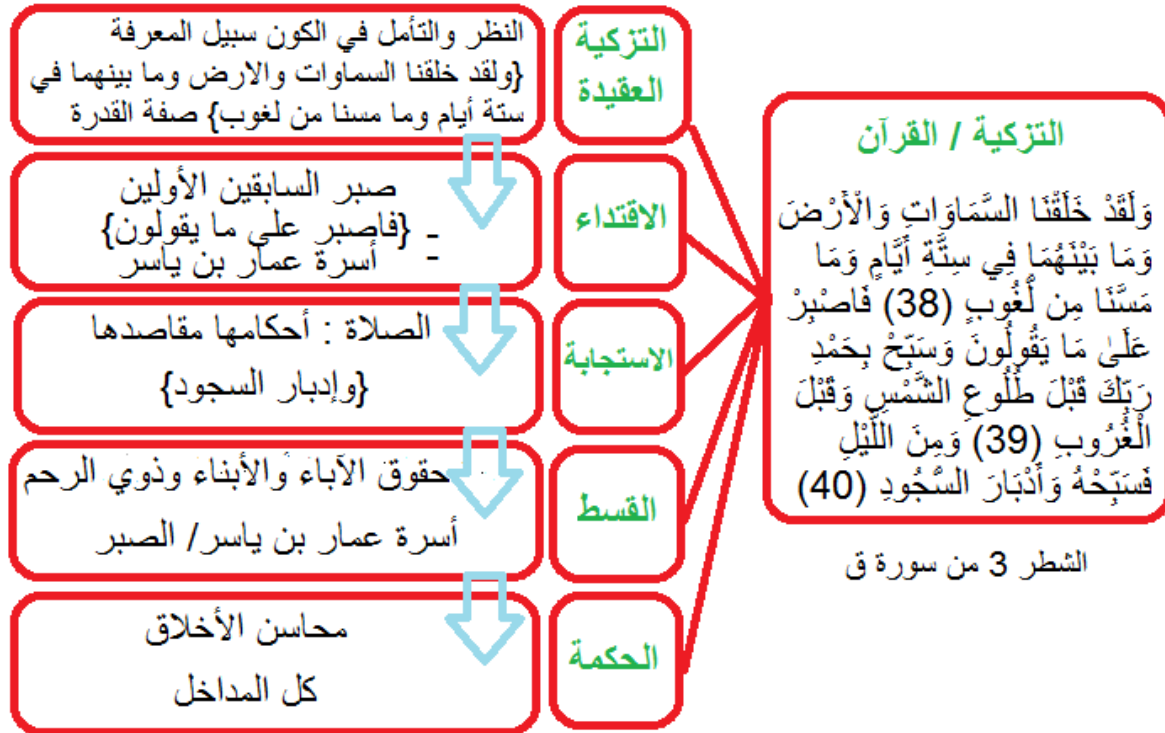 التزكية / القرآن
وَلَقَدْ خَلَقْنَا السَّمَاوَاتِ وَالْأَرْضَ
وَمَا بَيْنَهُمَا فِي سِتَّةِ أَيَّامٍ وَمَا
مَسَّنَا مِن لُّغُوبٍ (38) فَاصْبِرْ
عَلَىٰ مَا يَقُولُونَ وَسَبِّحْ بِحَمْدِ
رَبِّكَ قَبْلَ طُلُوعِ الشَّمْسِ وَقَبْلَ
الْغُرُوبِ (39) وَمِنَ اللَّيْلِ
فَسَبِّحْهُ وَأَدْبَارَ السُّجُودِ (40)
الشطر 3 من سورة ق
التزكية
العقيدة
النظر والتأمل في الكون سبيل المعرفة
{ولقد خلقنا السماوات والارض وما بينهما في
ستة أيام وما مسنا من لغوب} صفة القدرة
الاقتداء
صبر السابقين الأولين
- {فاصبر على ما يقولون}
- أسرة عمار بن ياسر
الاستجابة
الصلاة : أحكامها مقاصدها
{وإدبار السجود}
القسط
حقوق الآباء والأبناء وذوي الرحم
أسرة عمار بن ياسر/ الصبر
الحكمة
محاسن الأخلاق
كل المداخل